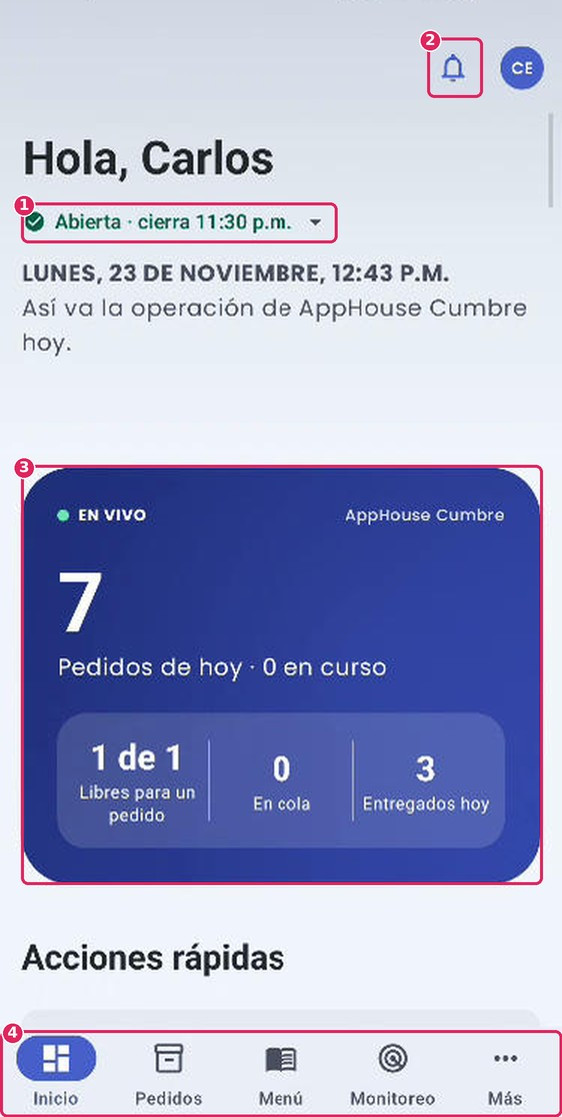 2
CE
Hola, Carlos
1
Abierta · cierra 11:30 p.m.
LUNES, 23 DE NOVIEMBRE, 12:43 P.M.
Así va la operación de AppHouse Cumbre
hoy.
3
EN VIVO
AppHouse Cumbre
7
Pedidos de hoy · 0 en curso
1 de 1
Libres para un
pedido
0
En cola
3
Entregados hoy
Acciones rápidas
4
Inicio
Pedidos
Menú
Monitoreo
Más